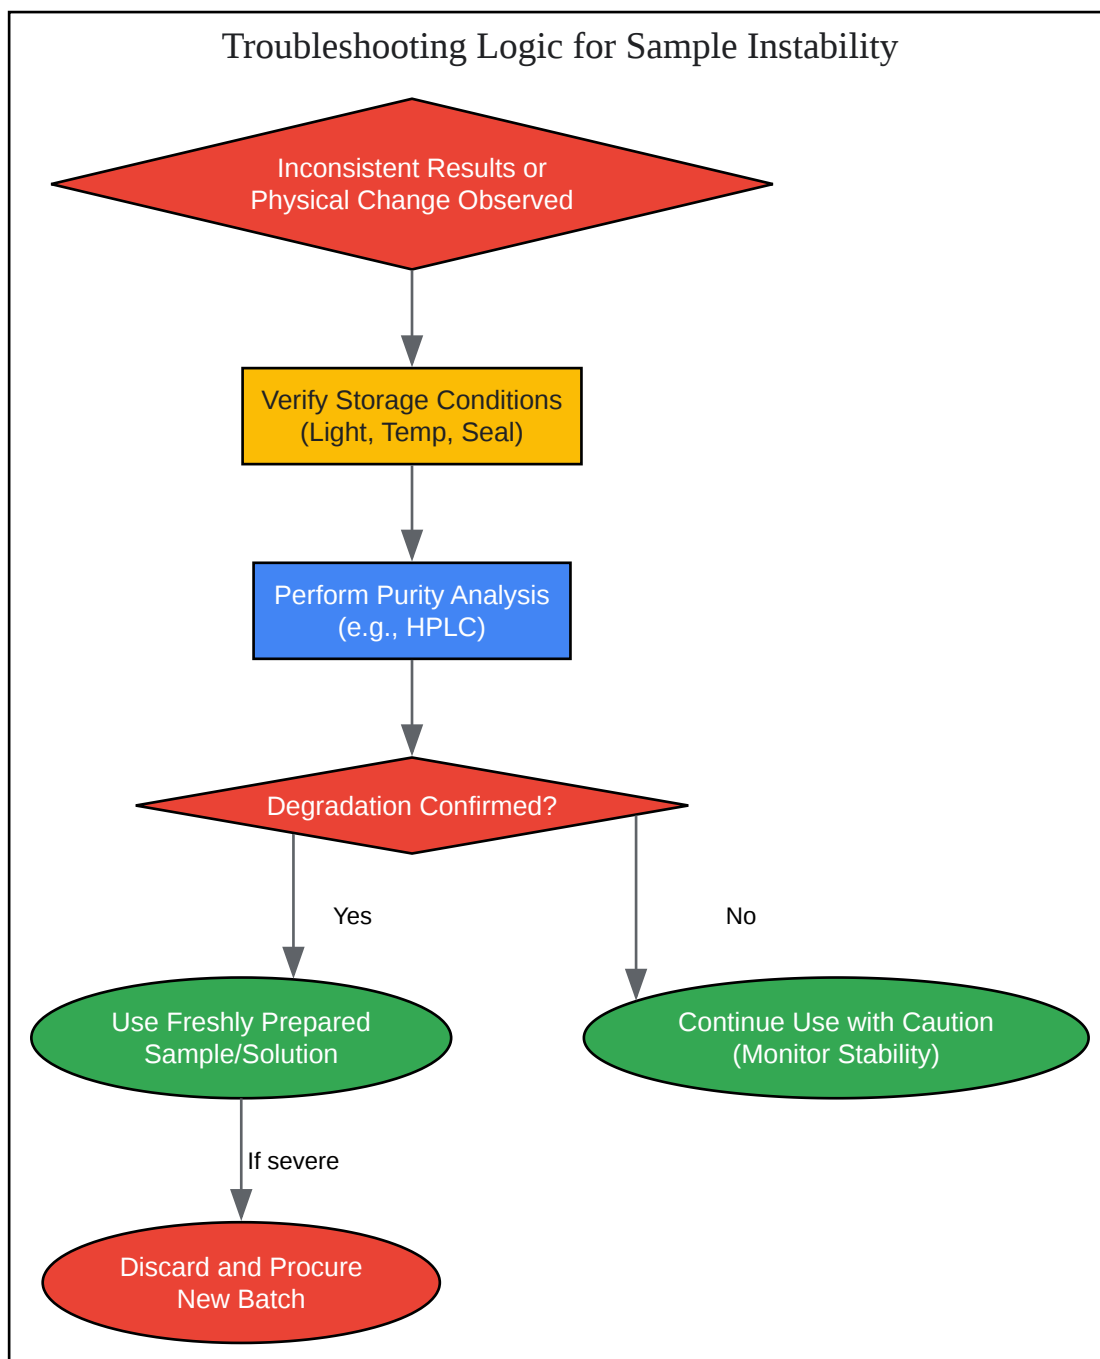 Troubleshooting Logic for Sample Instability
Inconsistent Results or
Physical Change Observed
Verify Storage Conditions
(Light, Temp, Seal)
Perform Purity Analysis
(e.g., HPLC)
Degradation Confirmed?
Yes
No
Use Freshly Prepared
Sample/Solution
Continue Use with Caution
(Monitor Stability)
If severe
Discard and Procure
New Batch